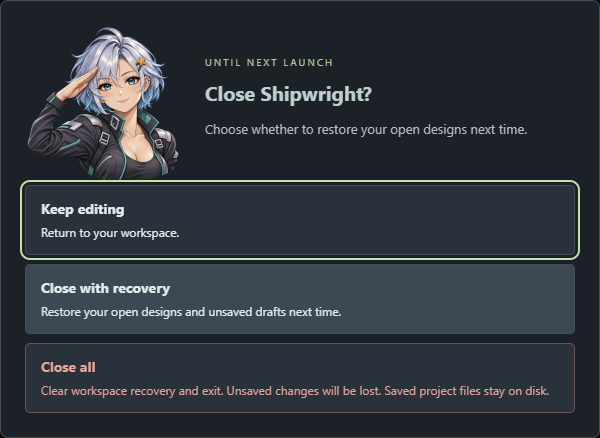 UNTIL NEXT LAUNCH
Close Shipwright?
Choose whether to restore your open designs next time.
Keep editing
Return to your workspace.
Close with recovery
Restore your open designs and unsaved drafts next time.
Close all
Clear workspace recovery and exit. Unsaved changes will be lost. Saved project files stay on disk.